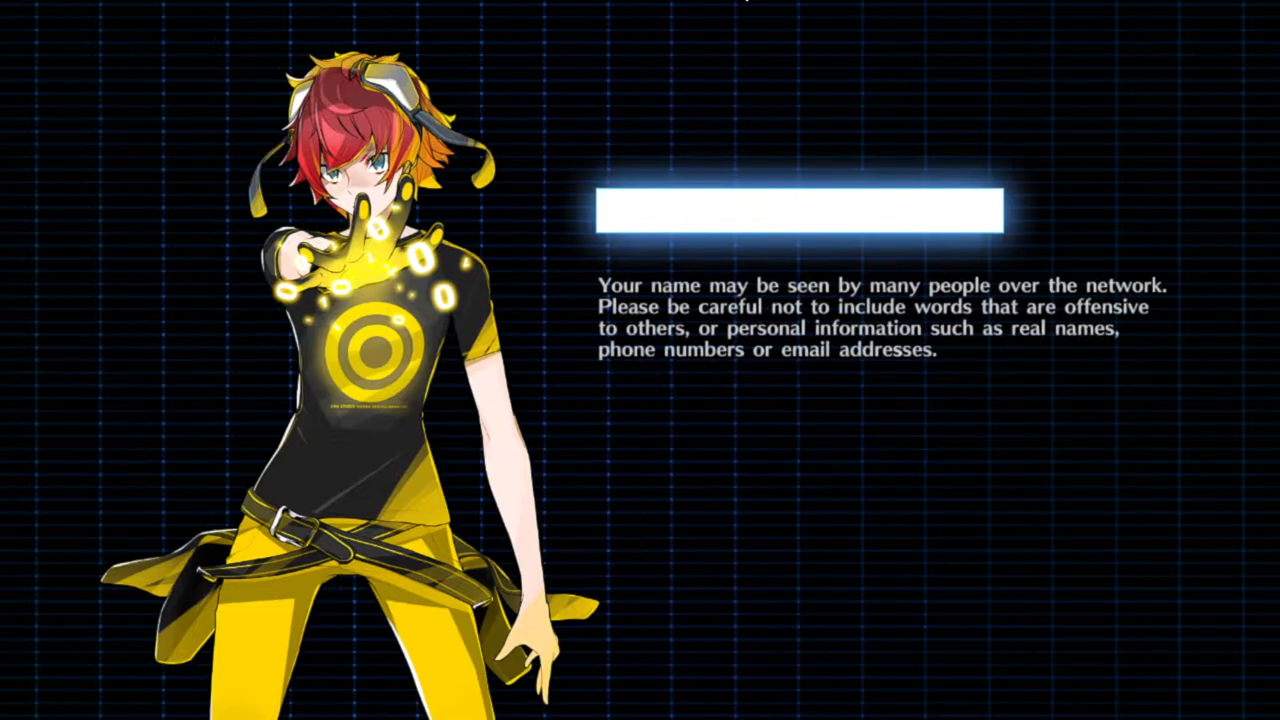 Your name may be seen by many people over the network.
Please be careful not to include words that are offensive
to others, or personal information such as real names,
phone numbers or email addresses.